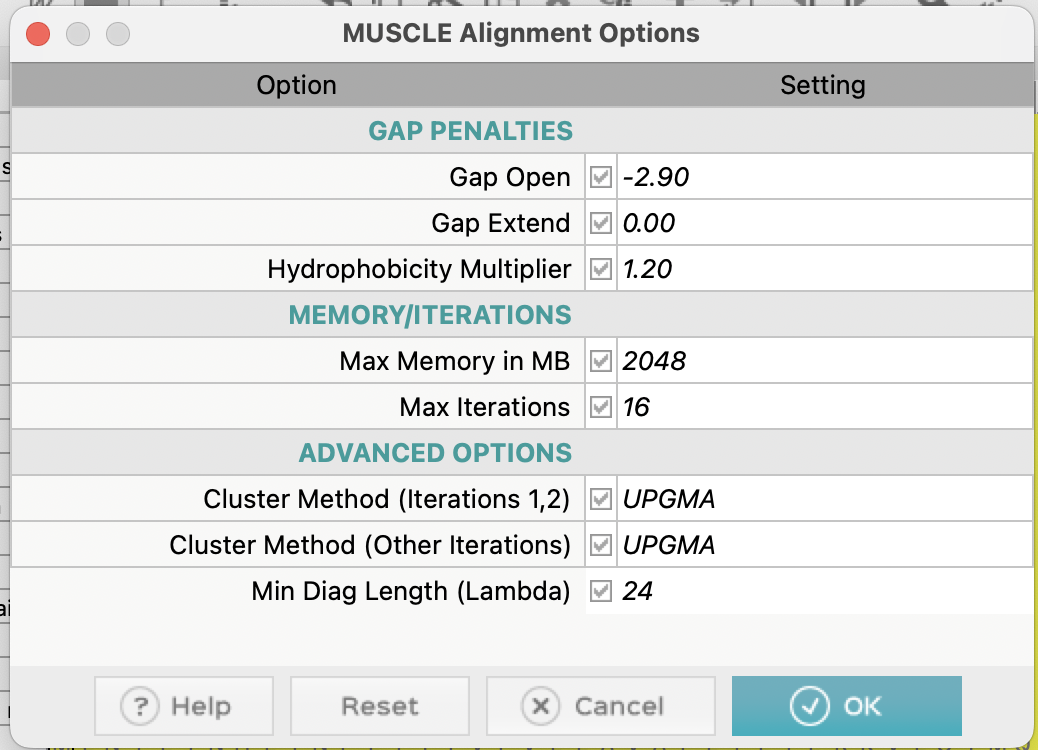 MUSCLE Alignment Options
Option Setting
GAP PENALTIES
Gap Open -2.90
Gap Extend 0.00
Hydrophobicity Multiplier 1.20
MEMORY/ITERATIONS
Max Memory in MB 2048
Max Iterations 16
ADVANCED OPTIONS
Cluster Method (Iterations 1,2) UPGMA
Cluster Method (Other Iterations) UPGMA
Min Diag Length (Lambda) 24
? Help Reset Cancel OK